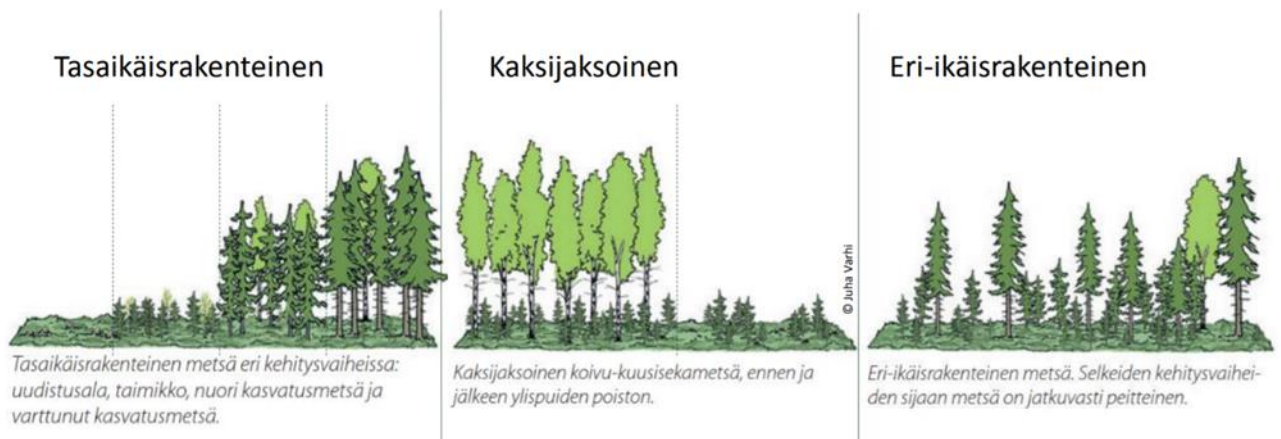 Tasaikäisrakenteinen
Tasaikäisrakenteinen metsä eri kehitysvaiheissa:
uudistusala, taimikko, nuori kasvatusmetsä ja
varttunut kasvatusmetsä.
Kaksijaksoinen
© Juha Varhi
Kaksijaksoinen koivu-kuusisekametsä, ennen ja
jälkeen ylispuiden poiston.
Eri-ikäisrakenteinen
Eri-ikäisrakenteinen metsä. Selkeiden kehitysvaihei-
den sijaan metsä on jatkuvasti peitteinen.